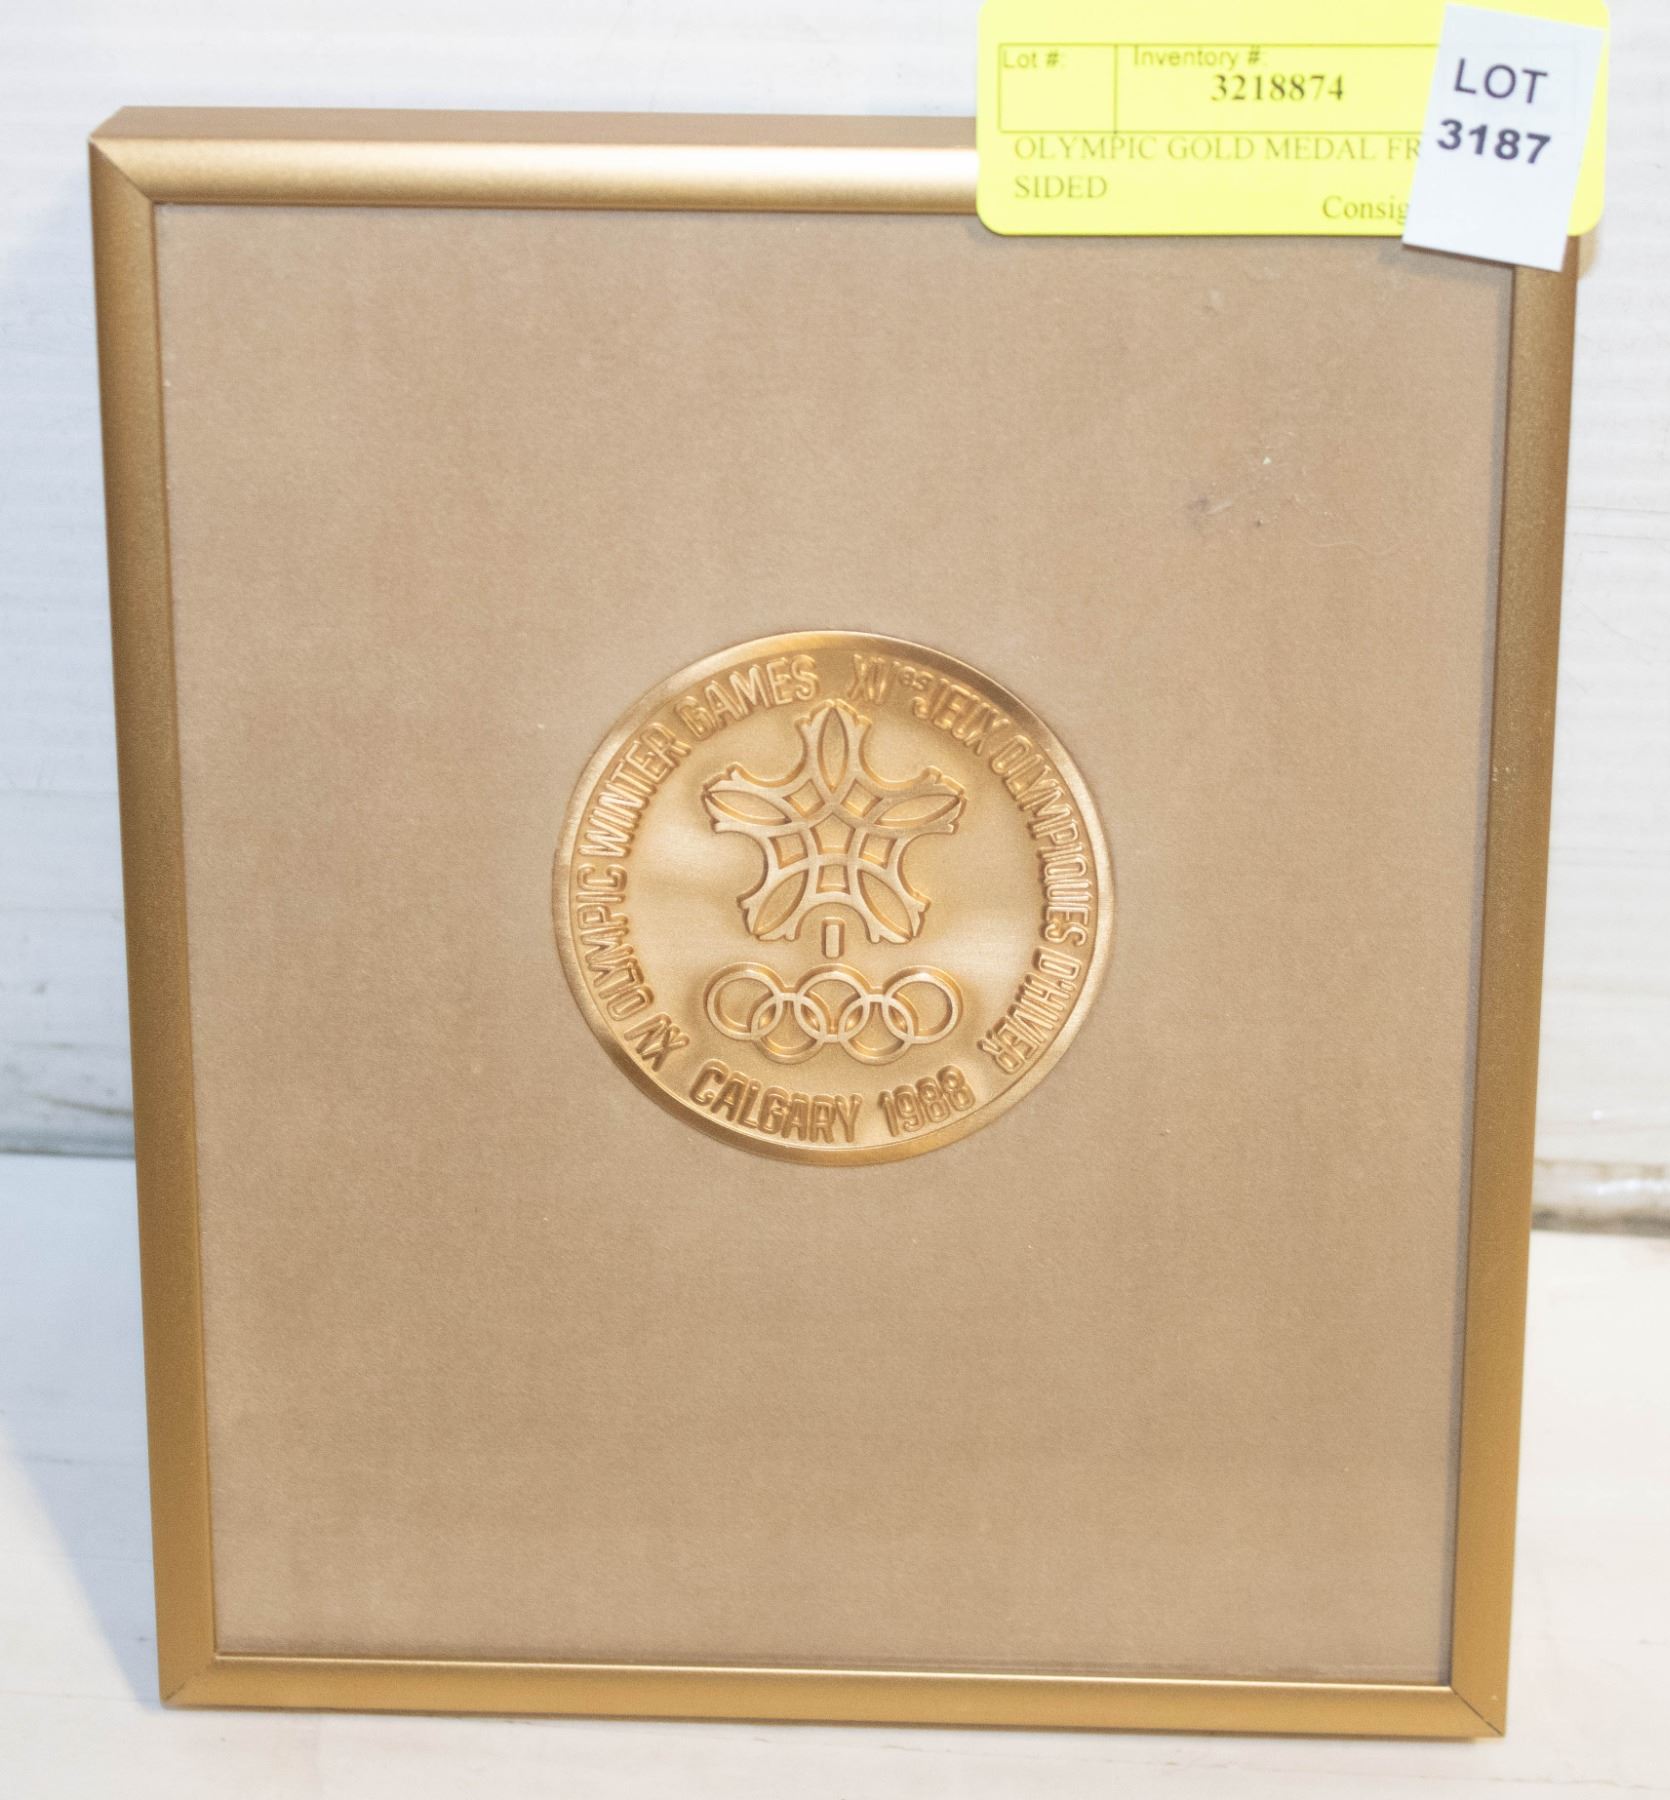 Lot #:
Inventory #:
3218874
OLYMPIC GOLD MEDAL FR
SIDED
Consig
LOT
3187
XV OLYMPIC WINTER GAMES XVes JEUX OLYMPIQUES D'HIVER
CALGARY 1988